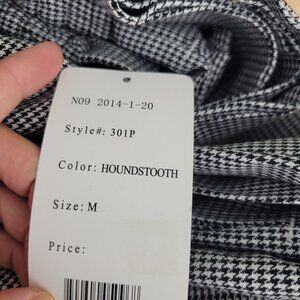 N09 2014-1-20
Style#: 301P
Color: HOUNDSTOOTH
Size: M
Price: